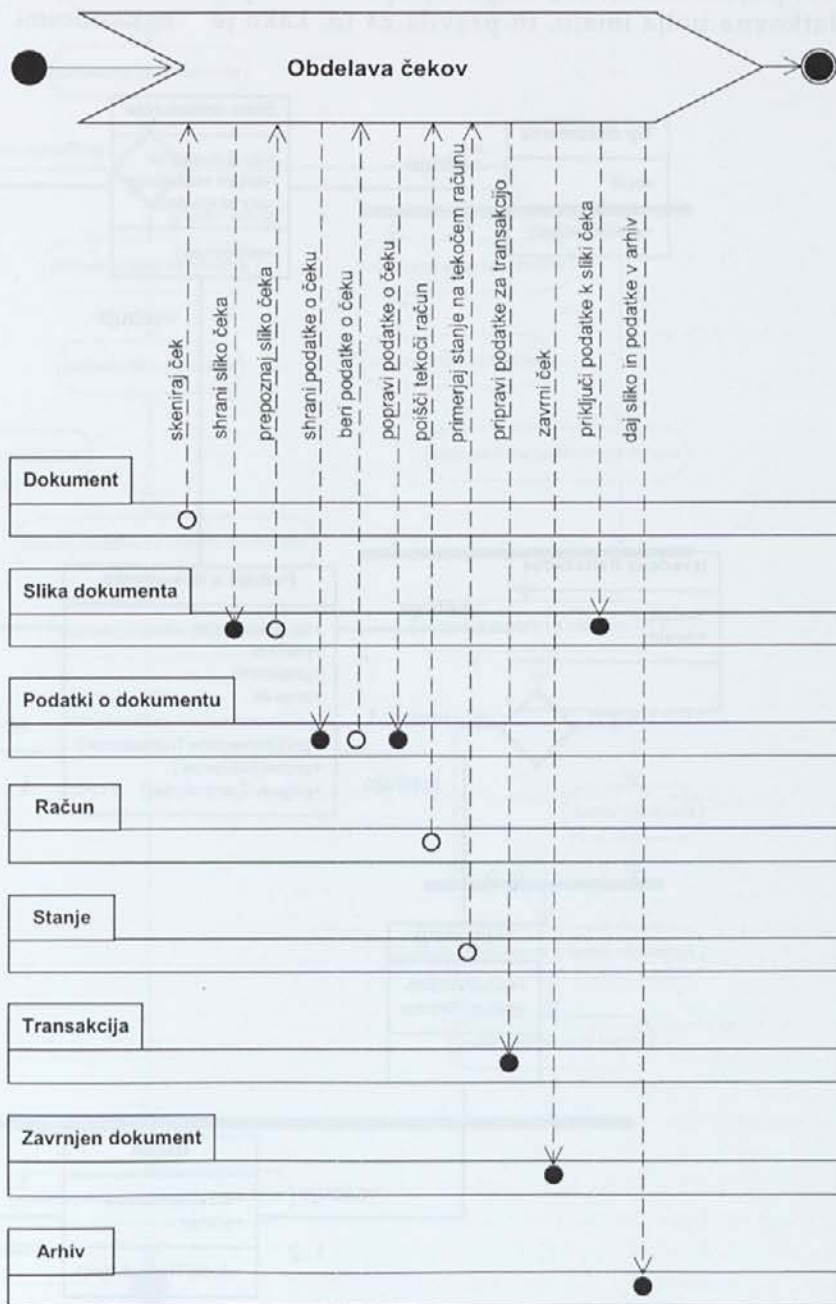 Obdelava čekov
skeniraj ček
shrani sliko čeka
prepoznaj sliko čeka
shrani podatke o čeku
beri podatke o čeku
popravi podatke o čeku
poišči tekoči račun
primerjaj stanje na tekočem računu
pripravi podatke za transakcijo
zavrni ček
priključi podatke k sliki čeka
daj sliko in podatke v arhiv
Dokument
Slika dokumenta
Podatki o dokumentu
Račun
Stanje
Transakcija
Zavrnjen dokument
Arhiv